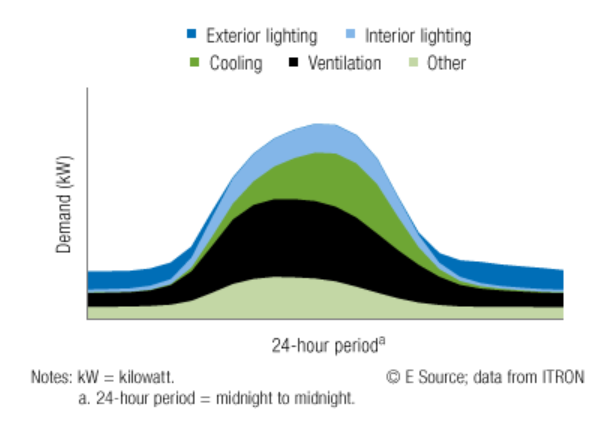 Exterior lighting Interior lighting
Cooling Ventilation Other
Demand (kW)
24-hour periodᵃ
Notes: kW = kilowatt. © E Source; data from ITRON
a. 24-hour period = midnight to midnight.